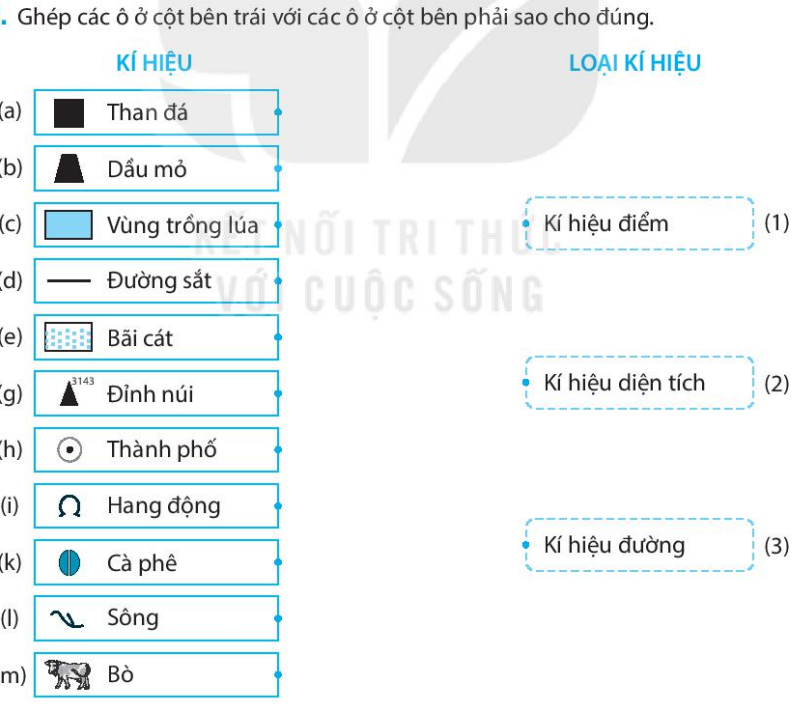 . Ghép các ô ở cột bên trái với các ô ở cột bên phải sao cho đúng.
KÍ HIỆU
LOẠI KÍ HIỆU
(a) Than đá
(b) Dầu mỏ
(c) Vùng trồng lúa
Kí hiệu điểm (1)
KẾT NỐI TRI THỨC
(d) Đường sắt
VỚI CUỘC SỐNG
(e) Bãi cát
(g) 3143 Đỉnh núi
Kí hiệu diện tích (2)
(h) Thành phố
(i) Hang động
Kí hiệu đường (3)
(k) Cà phê
(l) Sông
m) Bò